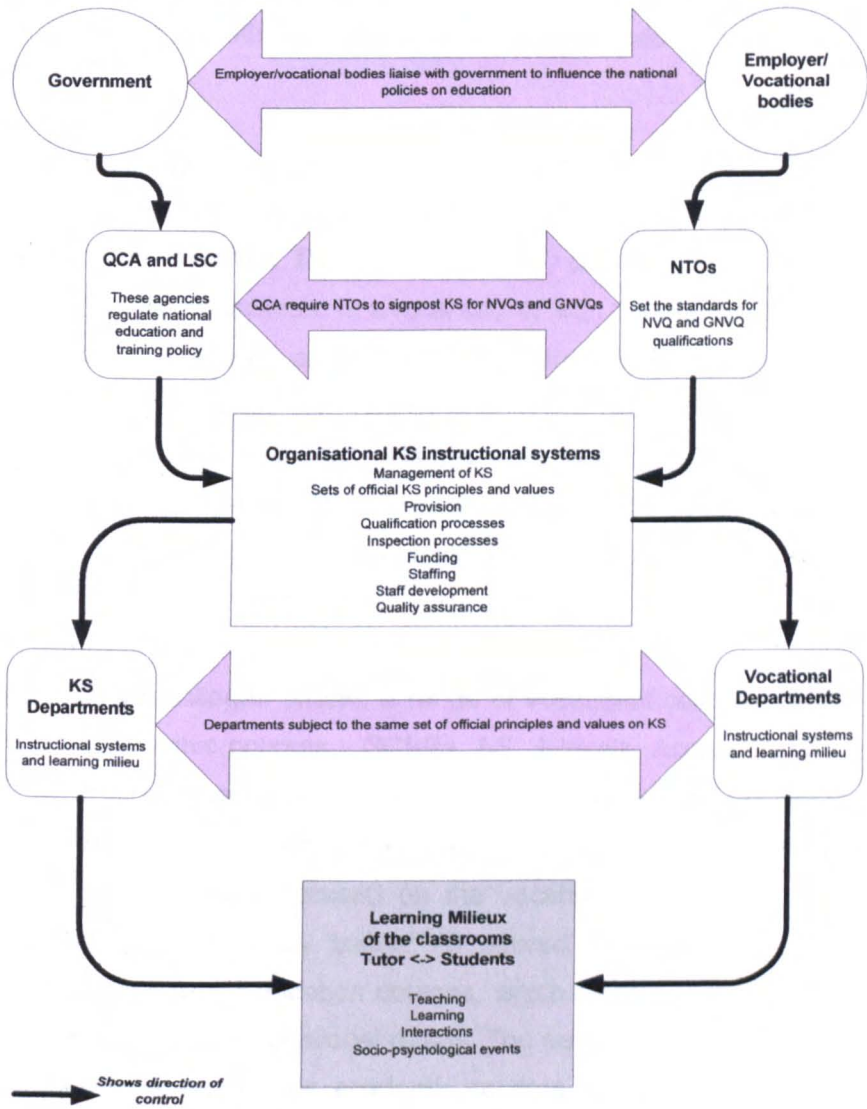 Government
Employer/vocational bodies liaise with government to influence the national
policies on education
Employer/
Vocational
bodies
QCA and LSC
These agencies
regulate national
education and
training policy
QCA require NTOs to signpost KS for NVQs and GNVQs
NTOs
Set the standards for
NVQ and GNVQ
qualifications
Organisational KS instructional systems
Management of KS
Sets of official KS principles and values
Provision
Qualification processes
Inspection processes
Funding
Staffing
Staff development
Quality assurance
KS
Departments
Instructional systems
and learning milieu
Departments subject to the same set of official principles and values on KS
Vocational
Departments
Instructional systems
and learning milieu
Learning Milieux
of the classrooms
Tutor <-> Students
Teaching
Learning
Interactions
Socio-psychological events
Shows direction of
control